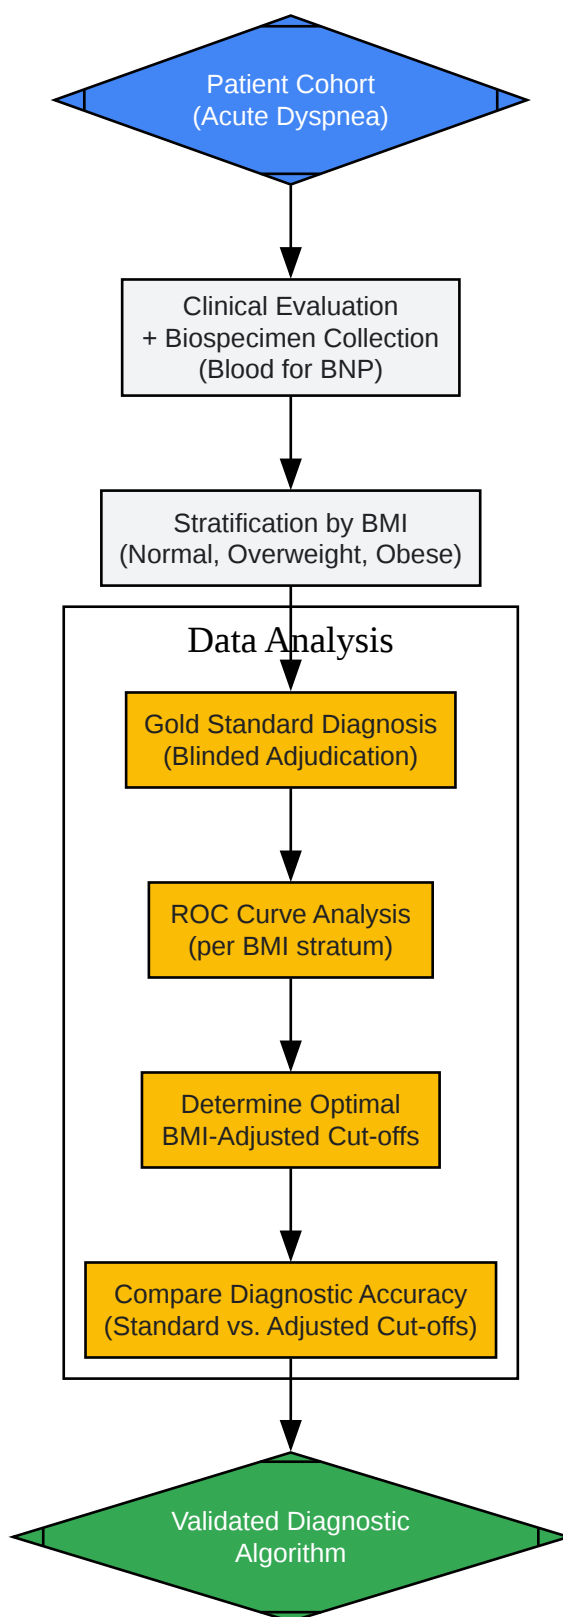 Patient Cohort
(Acute Dyspnea)
Clinical Evaluation
+ Biospecimen Collection
(Blood for BNP)
Stratification by BMI
(Normal, Overweight, Obese)
Data Analysis
Gold Standard Diagnosis
(Blinded Adjudication)
ROC Curve Analysis
(per BMI stratum)
Determine Optimal
BMI-Adjusted Cut-offs
Compare Diagnostic Accuracy
(Standard vs. Adjusted Cut-offs)
Validated Diagnostic
Algorithm